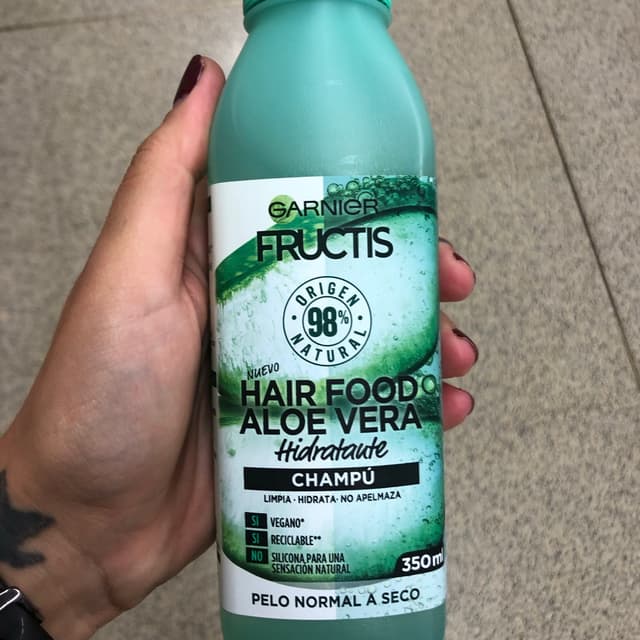 GARNIER
FRUCTIS
ORIGEN
98%
NATURAL
NUEVO
HAIR FOOD
ALOE VERA
Hidratante
CHAMPÚ
LIMPIA · HIDRATA · NO APELMAZA
SI VEGANO*
SI RECICLABLE**
NO SILICONA PARA UNA
SENSACIÓN NATURAL
350ml
PELO NORMAL A SECO